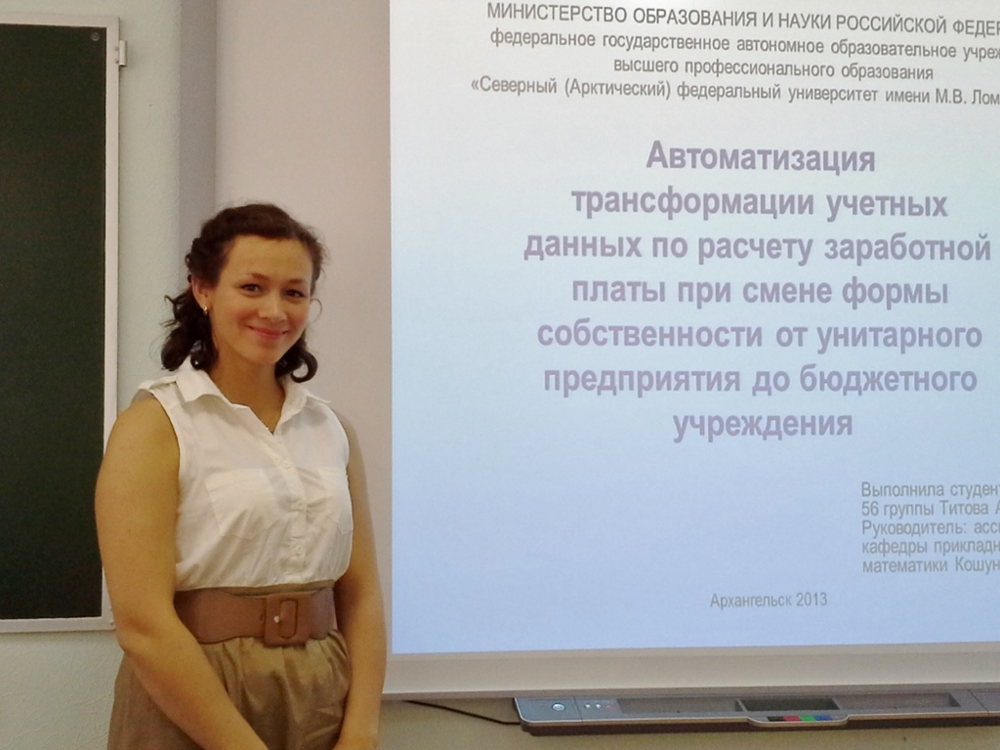 МИНИСТЕРСТВО ОБРАЗОВАНИЯ И НАУКИ РОССИЙСКОЙ
федеральное государственное автономное образовательное
высшего профессионального образования
«Северный (Арктический) федеральный университет имени М.В.
Автоматизация
трансформации учетных
данных по расчету заработной
платы при смене формы
собственности от унитарного
предприятия до бюджетного
учреждения
Выполнила
56 группы Титова
Руководитель:
кафедры
математики
Архангельск 2013